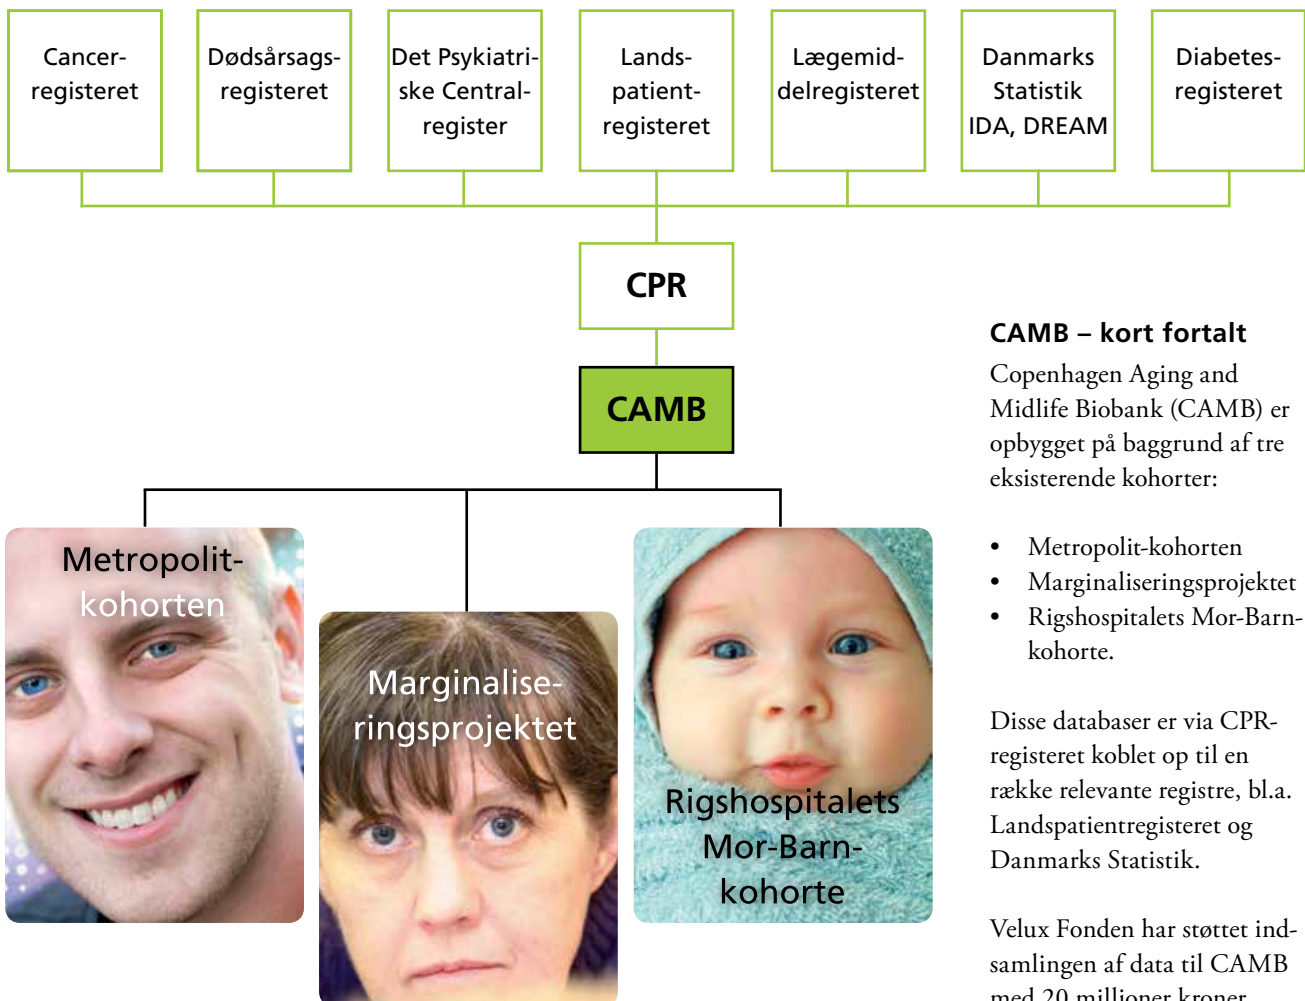 Cancer-
registeret
Dødsårsags-
registeret
Det Psykiatri-
ske Central-
register
Lands-
patient-
registeret
Lægemid-
delregisteret
Danmarks
Statistik
IDA, DREAM
Diabetes-
registeret
CPR
CAMB
Metropolit-
kohorten
Marginalise-
ringsprojektet
Rigshospitalets
Mor-Barn-
kohorte
CAMB – kort fortalt
Copenhagen Aging and
Midlife Biobank (CAMB) er
opbygget på baggrund af tre
eksisterende kohorter:
• Metropolit-kohorten
• Marginaliseringsprojektet
• Rigshospitalets Mor-Barn-
kohorte.
Disse databaser er via CPR-
registeret koblet op til en
række relevante registre, bl.a.
Landspatientregisteret og
Danmarks Statistik.
Velux Fonden har støttet ind-
samlingen af data til CAMB
med 20 millioner kroner